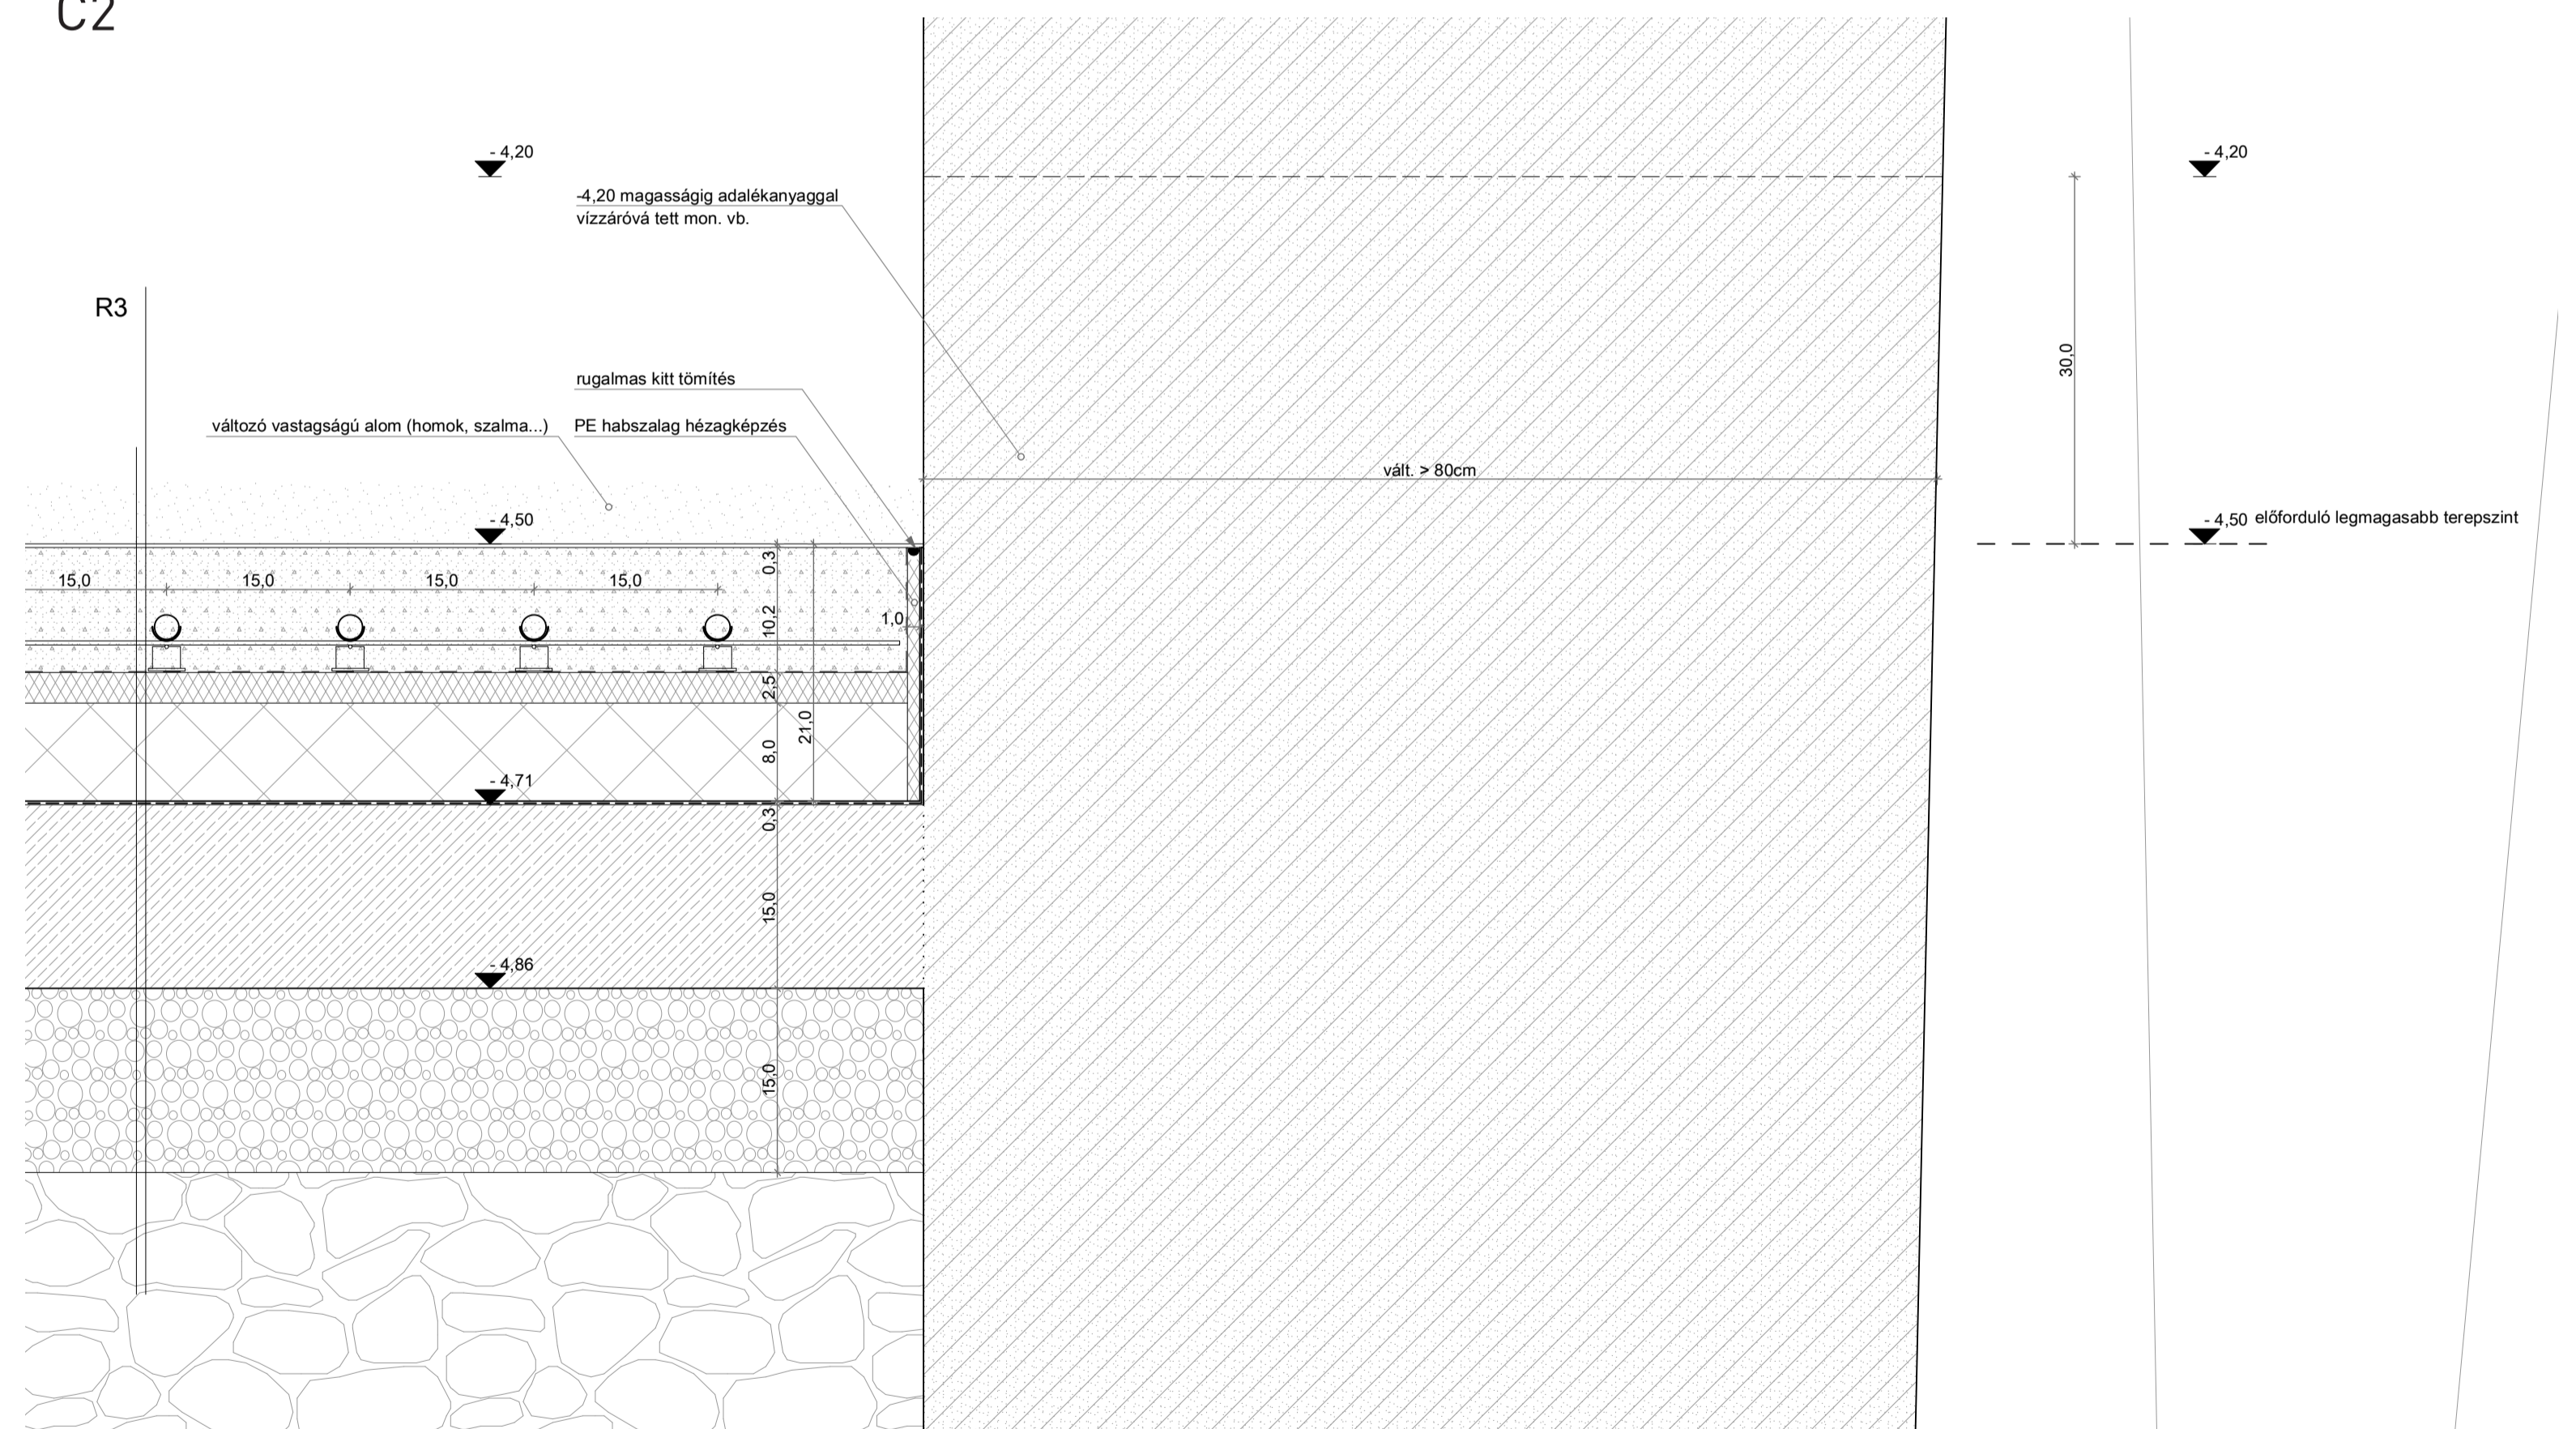 C2
- 4,20
- 4,20
-4,20 magasságig adalékanyaggal
vízzáróvá tett mon. vb.
R3
30,0
rugalmas kitt tömítés
változó vastagságú alom (homok, szalma...)
PE habszalag hézagképzés
vált. > 80cm
- 4,50
- 4,50
előforduló legmagasabb terepszint
0,3
15,0
15,0
15,0
15,0
10,2
1,0
2,5
21,0
8,0
- 4,71
0,3
15,0
- 4,86
15,0